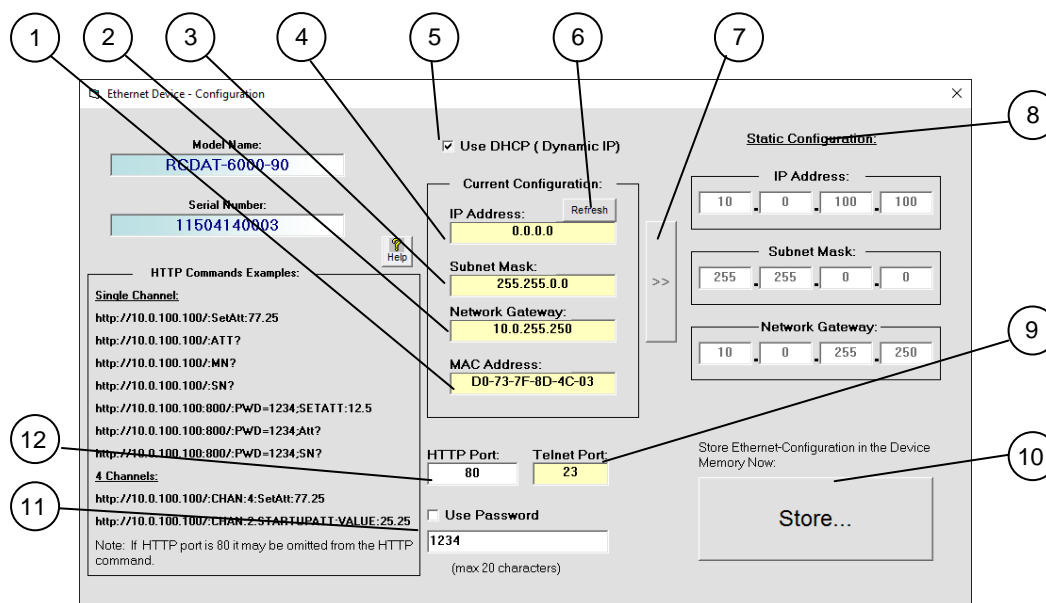 1
2
3
4
5
6
7
8
9
10
11
12
Ethernet Device - Configuration
Model Name:
RCDAT-6000-90
Serial Number:
11504140003
Help
HTTP Commands Examples:
Single Channel:
http://10.0.100.100/:SetAtt:77.25
http://10.0.100.100/:ATT?
http://10.0.100.100/:MN?
http://10.0.100.100/:SN?
http://10.0.100.100:800/:PWD=1234;SETATT:12.5
http://10.0.100.100:800/:PWD=1234;Att?
http://10.0.100.100:800/:PWD=1234;SN?
4 Channels:
http://10.0.100.100/:CHAN:4:SetAtt:77.25
http://10.0.100.100/:CHAN:2:STARTUPATT:VALUE:25.25
Note: If HTTP port is 80 it may be omitted from the HTTP
command.
Use DHCP ( Dynamic IP)
Current Configuration:
Refresh
IP Address:
0.0.0.0
Subnet Mask:
255.255.0.0
Network Gateway:
10.0.255.250
MAC Address:
D0-73-7F-8D-4C-03
>>
HTTP Port:
80
Telnet Port:
23
Use Password
1234
(max 20 characters)
Static Configuration:
IP Address:
10 . 0 . 100 . 100
Subnet Mask:
255 . 255 . 0 . 0
Network Gateway:
10 . 0 . 255 . 250
Store Ethernet-Configuration in the Device
Memory Now:
Store...